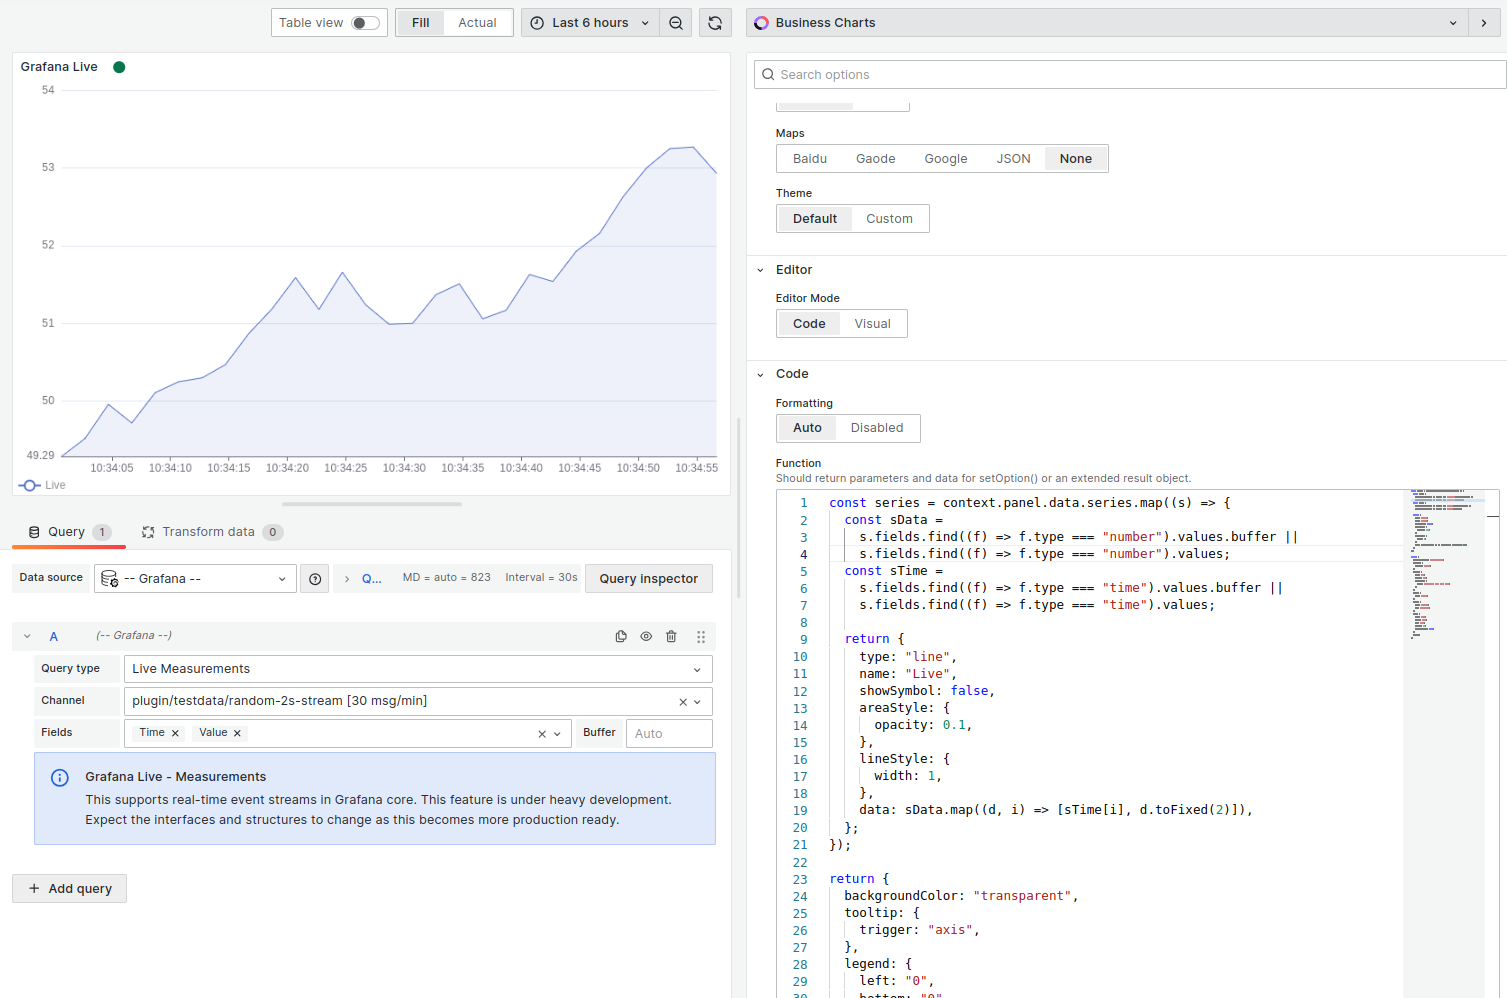 Table view
Fill
Actual
Last 6 hours
Business Charts
Grafana Live
54
53
52
51
50
49.29
10:34:05
10:34:10
10:34:15
10:34:20
10:34:25
10:34:30
10:34:35
10:34:40
10:34:45
10:34:50
10:34:55
Live
Query 1
Transform data 0
Data source
-- Grafana --
Q...
MD = auto = 823
Interval = 30s
Query inspector
A
(-- Grafana --)
Query type
Live Measurements
Channel
plugin/testdata/random-2s-stream [30 msg/min]
Fields
Time
Value
Buffer
Auto
Grafana Live - Measurements
This supports real-time event streams in Grafana core. This feature is under heavy development.
Expect the interfaces and structures to change as this becomes more production ready.
+ Add query
Search options
Maps
Baidu
Gaode
Google
JSON
None
Theme
Default
Custom
Editor
Editor Mode
Code
Visual
Code
Formatting
Auto
Disabled
Function
Should return parameters and data for setOption() or an extended result object.
1 const series = context.panel.data.series.map((s) => {
2 const sData =
3 s.fields.find((f) => f.type === "number").values.buffer ||
4 s.fields.find((f) => f.type === "number").values;
5 const sTime =
6 s.fields.find((f) => f.type === "time").values.buffer ||
7 s.fields.find((f) => f.type === "time").values;
8
9 return {
10 type: "line",
11 name: "Live",
12 showSymbol: false,
13 areaStyle: {
14 opacity: 0.1,
15 },
16 lineStyle: {
17 width: 1,
18 },
19 data: sData.map((d, i) => [sTime[i], d.toFixed(2)]),
20 };
21 });
22
23 return {
24 backgroundColor: "transparent",
25 tooltip: {
26 trigger: "axis",
27 },
28 legend: {
29 left: "0",
30 bottom: "0"